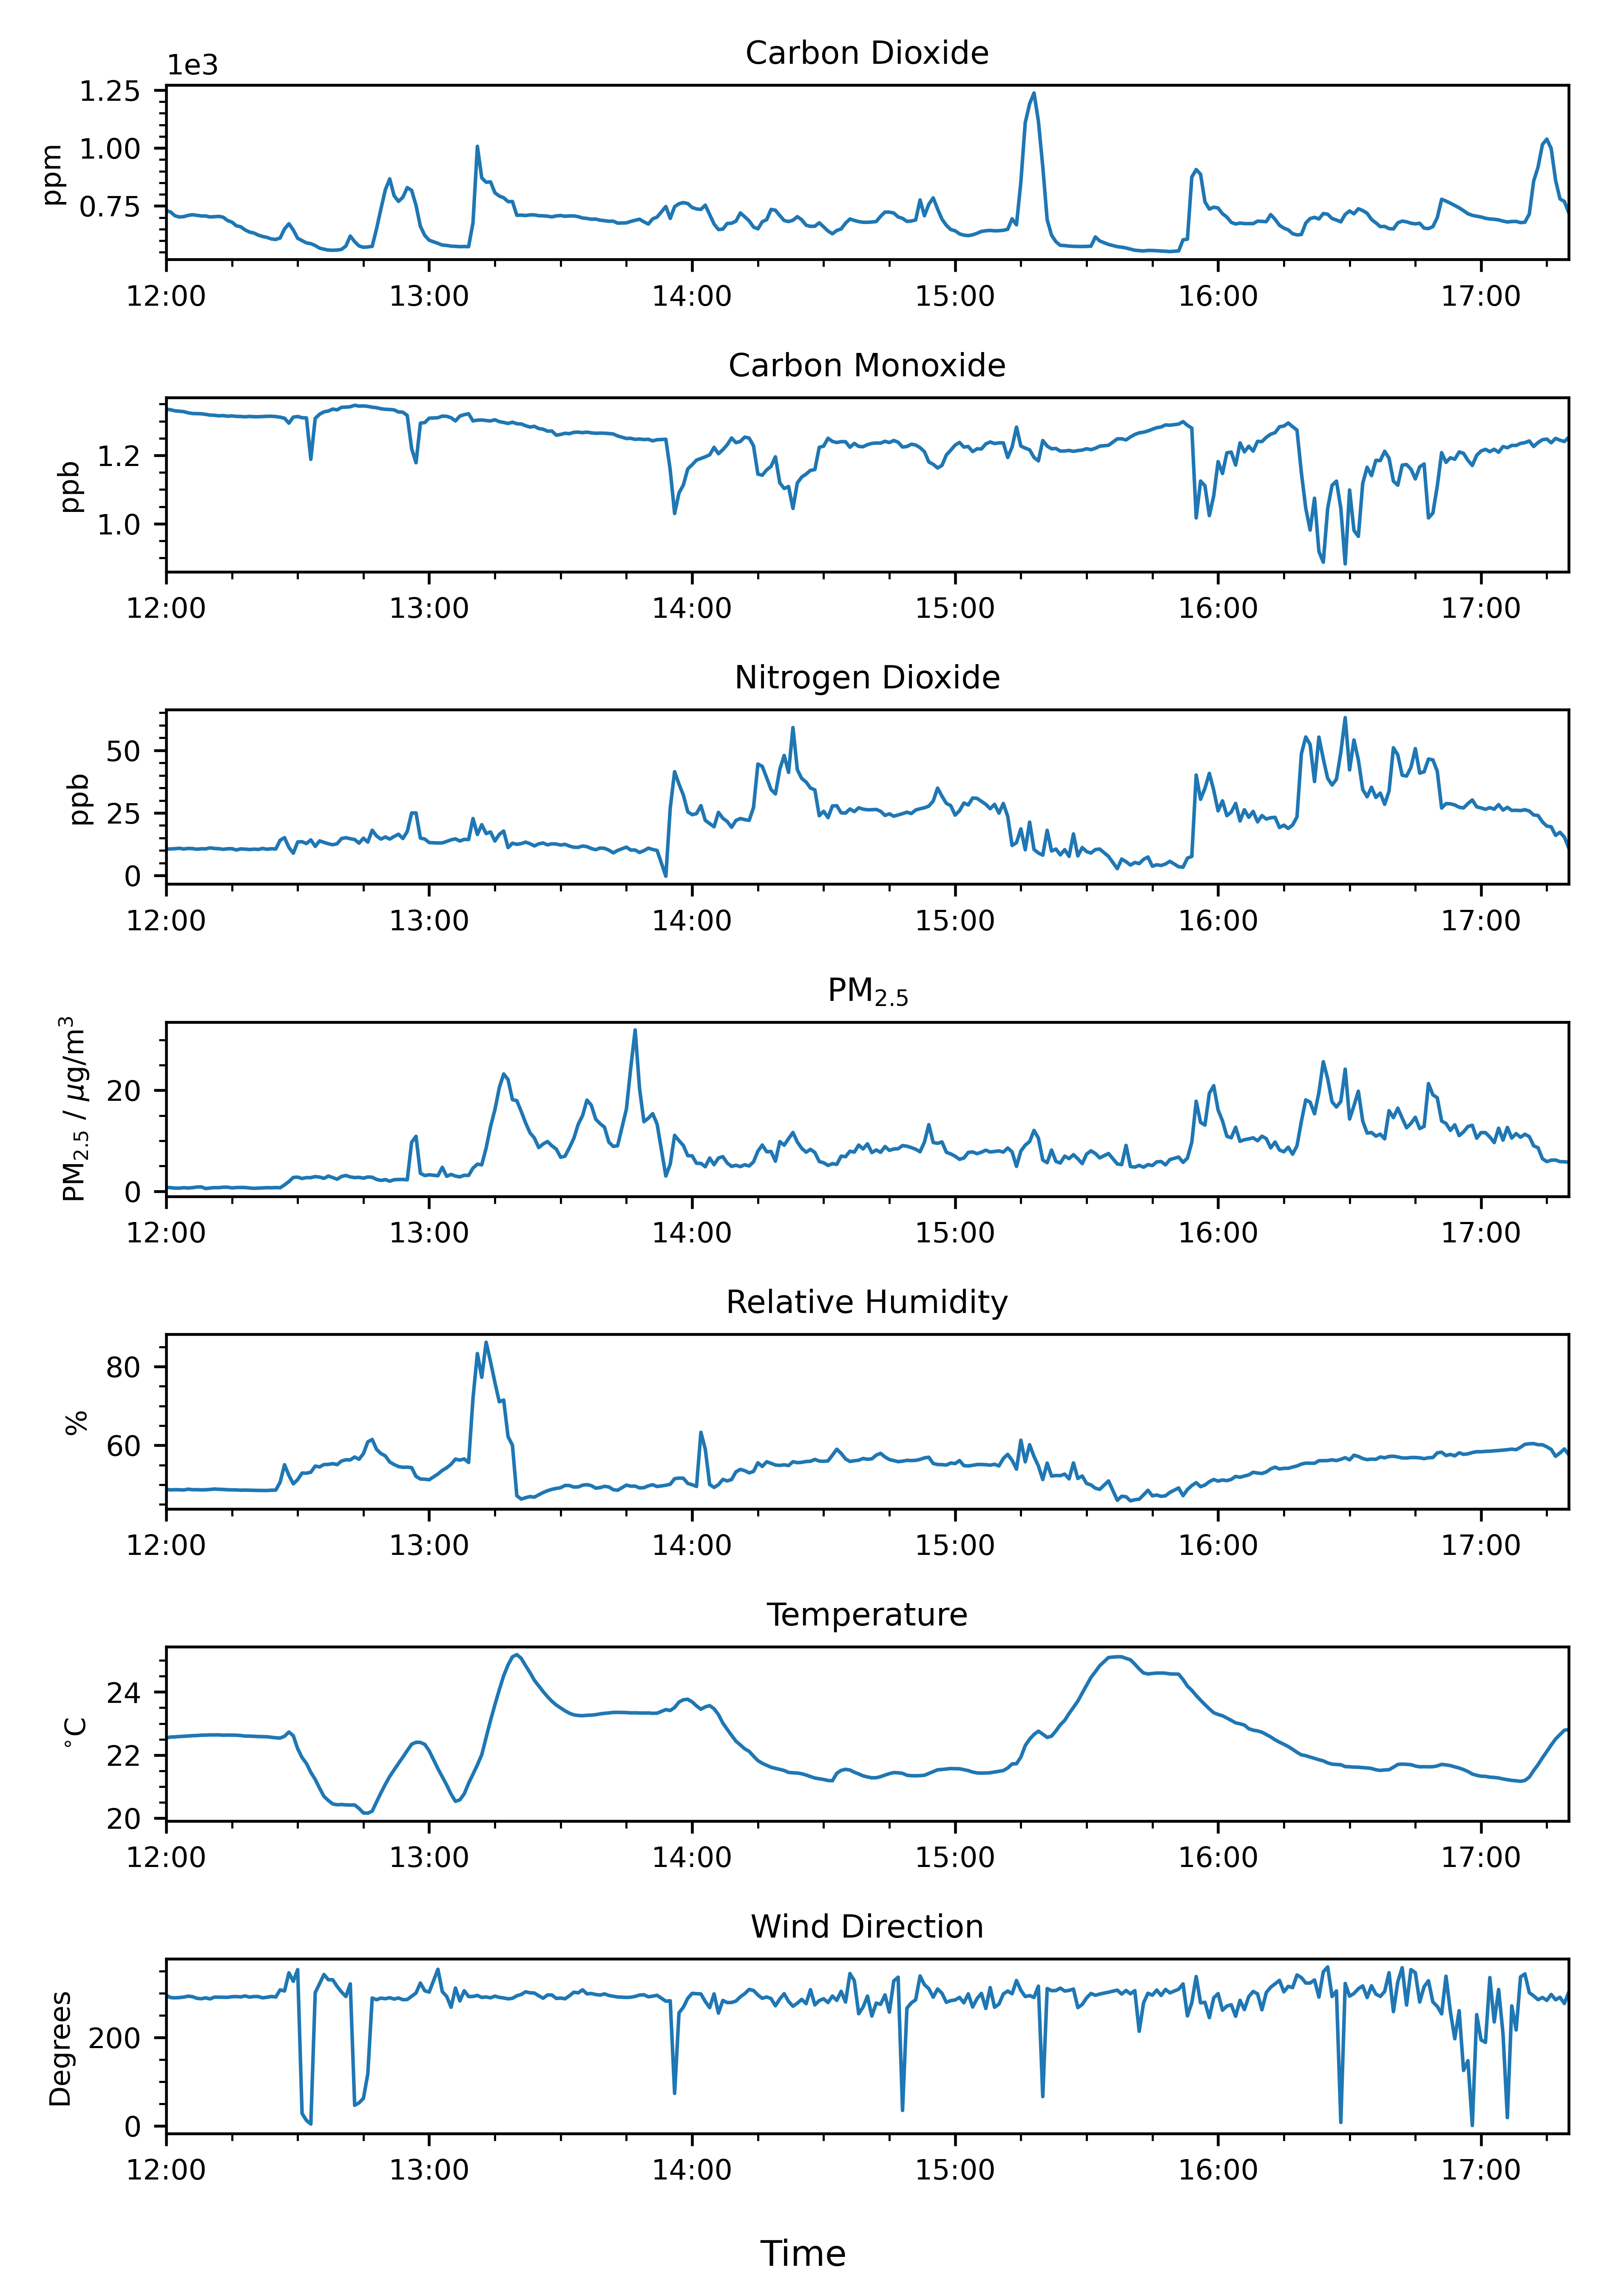 Carbon Dioxide
1e3
ppm
1.25
1.00
0.75
12:00 13:00 14:00 15:00 16:00 17:00
Carbon Monoxide
ppb
1.2
1.0
12:00 13:00 14:00 15:00 16:00 17:00
Nitrogen Dioxide
ppb
50
25
0
12:00 13:00 14:00 15:00 16:00 17:00
PM₂.₅
PM₂.₅ / μg/m³
20
0
12:00 13:00 14:00 15:00 16:00 17:00
Relative Humidity
%
80
60
12:00 13:00 14:00 15:00 16:00 17:00
Temperature
°C
24
22
20
12:00 13:00 14:00 15:00 16:00 17:00
Wind Direction
Degrees
200
0
12:00 13:00 14:00 15:00 16:00 17:00
Time